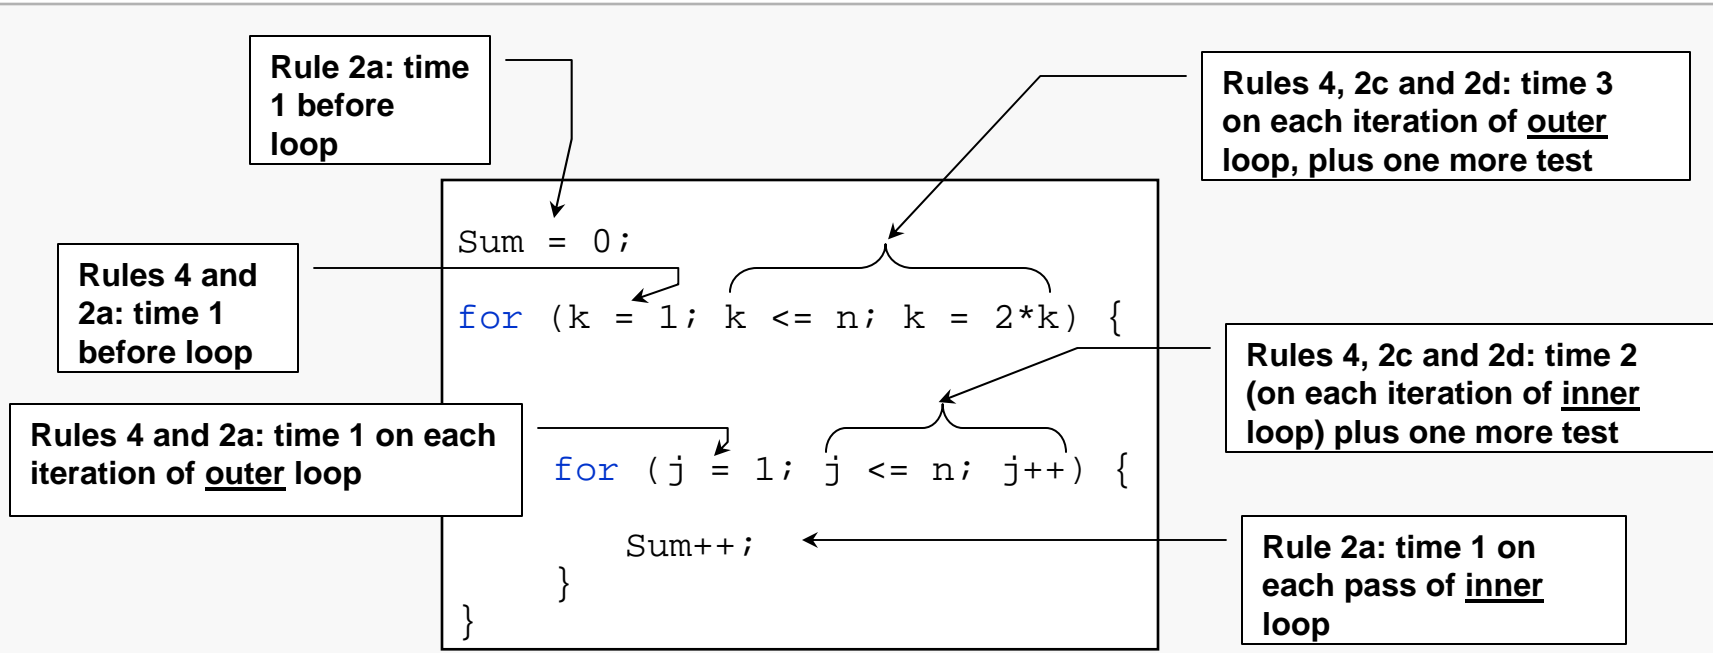 Rule 2a: time
1 before
loop
Rules 4, 2c and 2d: time 3
on each iteration of outer
loop, plus one more test
Sum = 0;
Rules 4 and
2a: time 1
before loop
for (k = 1; k <= n; k = 2*k) {
Rules 4, 2c and 2d: time 2
(on each iteration of inner
loop) plus one more test
Rules 4 and 2a: time 1 on each
iteration of outer loop
for (j = 1; j <= n; j++) {
Sum++;
Rule 2a: time 1 on
each pass of inner
loop
}
}